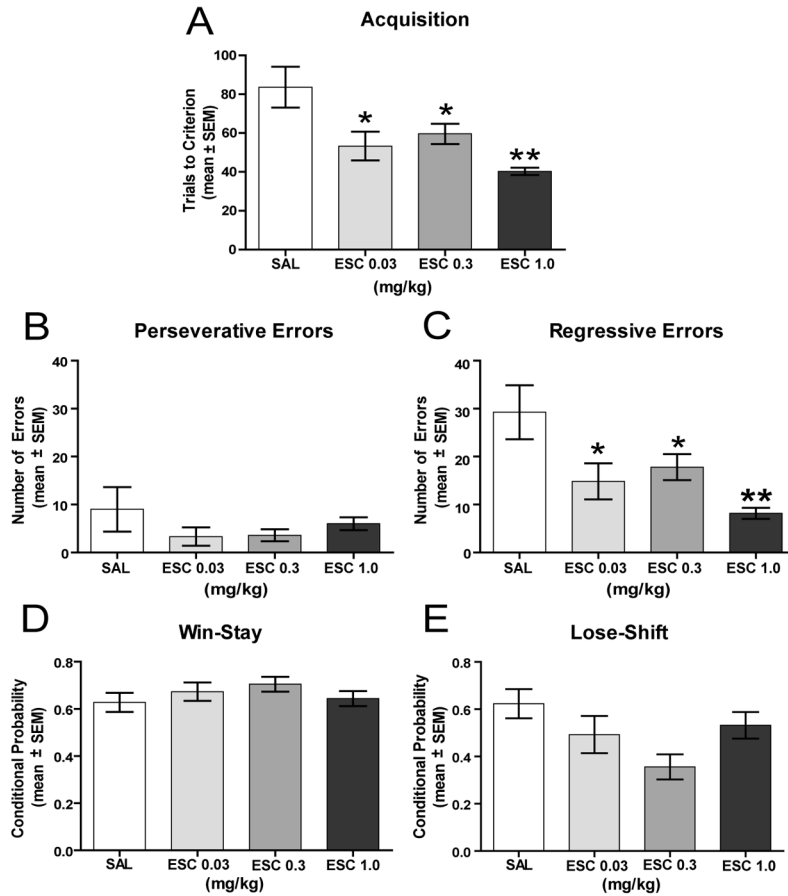 A Acquisition
Trials to Criterion
(mean ± SEM)
100
80
60
40
20
0
* * **
SAL ESC 0.03 ESC 0.3 ESC 1.0
(mg/kg)
B Perseverative Errors
Number of Errors
(mean ± SEM)
40
30
20
10
0
SAL ESC 0.03 ESC 0.3 ESC 1.0
(mg/kg)
C Regressive Errors
Number of Errors
(mean ± SEM)
40
30
20
10
0
* * **
SAL ESC 0.03 ESC 0.3 ESC 1.0
(mg/kg)
D Win-Stay
Conditional Probability
(mean ± SEM)
0.8
0.6
0.4
0.2
0.0
SAL ESC 0.03 ESC 0.3 ESC 1.0
(mg/kg)
E Lose-Shift
Conditional Probability
(mean ± SEM)
0.8
0.6
0.4
0.2
0.0
SAL ESC 0.03 ESC 0.3 ESC 1.0
(mg/kg)